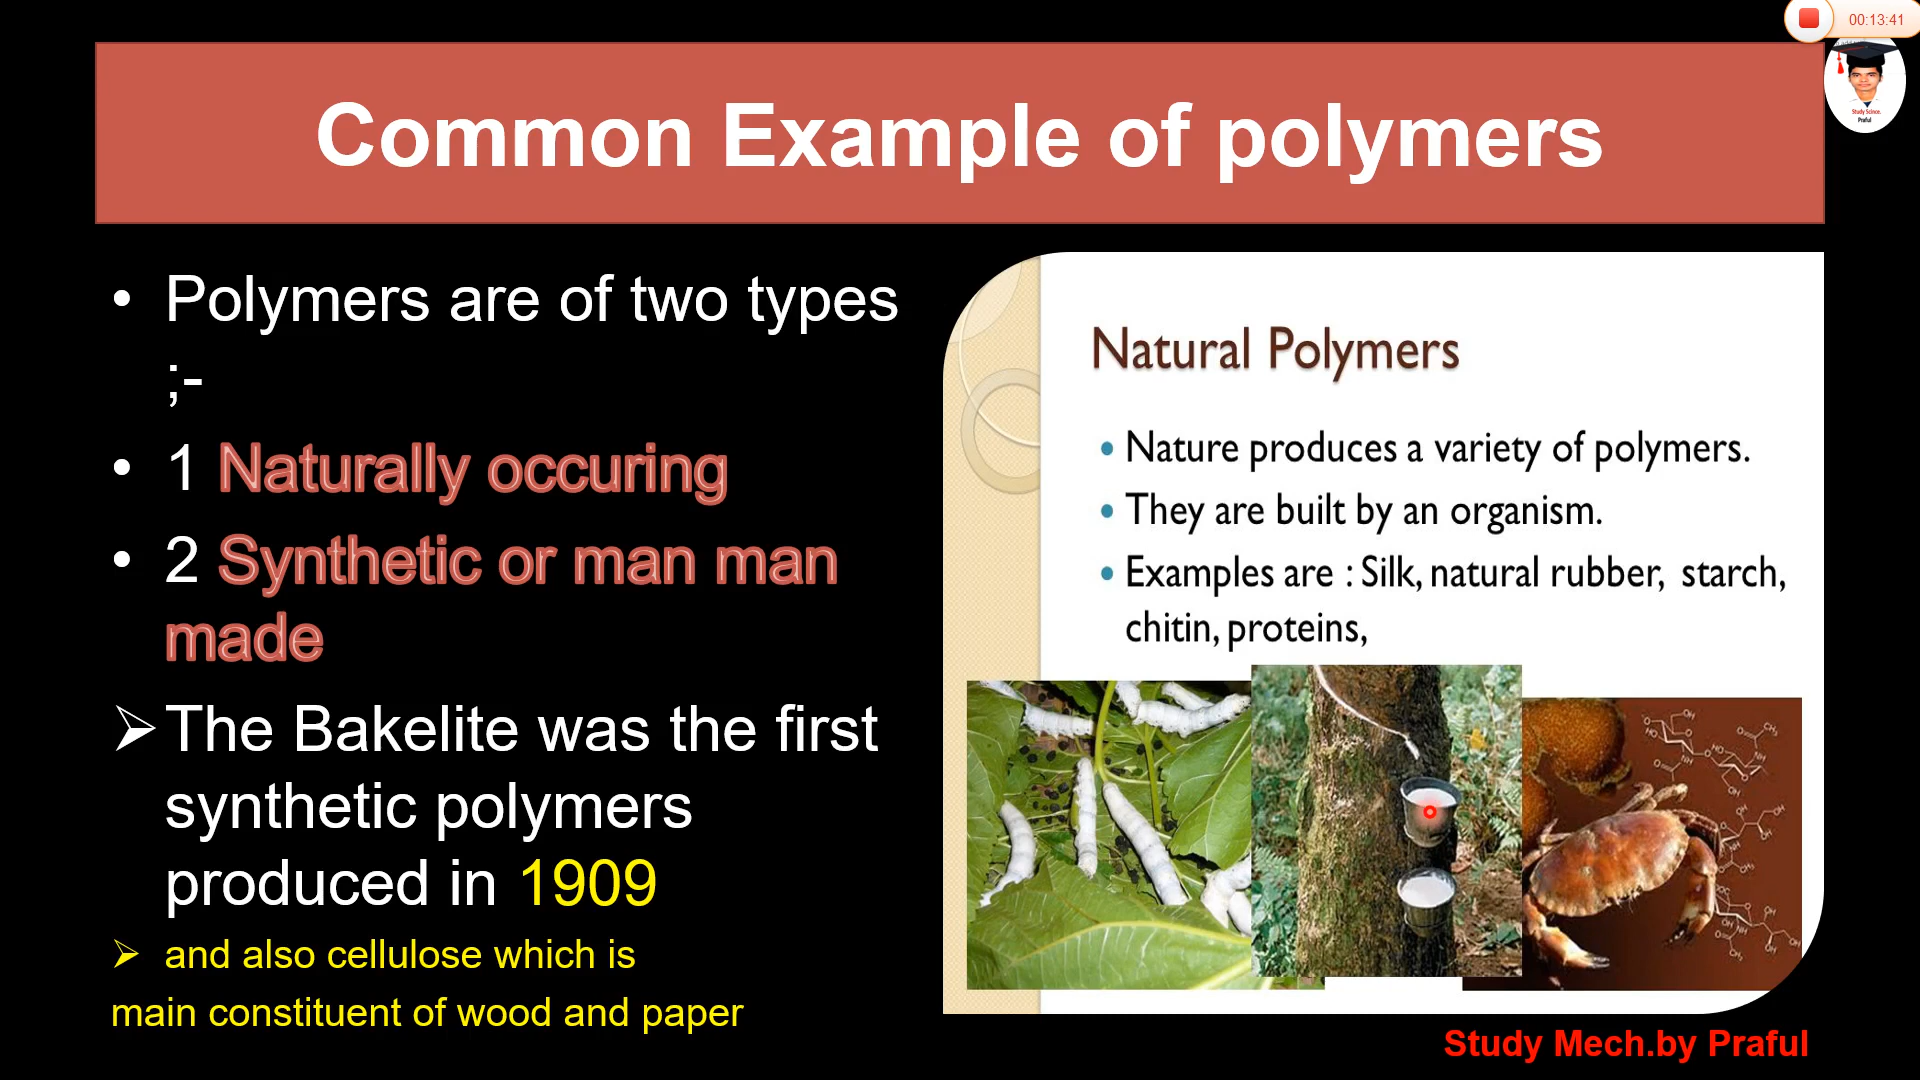 00:13:41
Common Example of polymers
Study Scince.
Praful
• Polymers are of two types
;-
• 1 Naturally occuring
• 2 Synthetic or man man
made
➢ The Bakelite was the first
synthetic polymers
produced in 1909
➢ and also cellulose which is
main constituent of wood and paper
Natural Polymers
• Nature produces a variety of polymers.
• They are built by an organism.
• Examples are : Silk, natural rubber, starch,
chitin, proteins,
Study Mech.by Praful